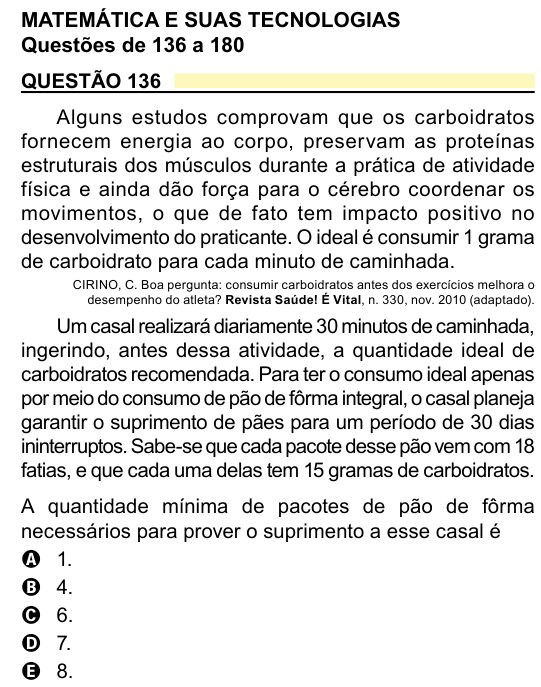 MATEMÁTICA E SUAS TECNOLOGIAS
Questões de 136 a 180
QUESTÃO 136
Alguns estudos comprovam que os carboidratos
fornecem energia ao corpo, preservam as proteínas
estruturais dos músculos durante a prática de atividade
física e ainda dão força para o cérebro coordenar os
movimentos, o que de fato tem impacto positivo no
desenvolvimento do praticante. O ideal é consumir 1 grama
de carboidrato para cada minuto de caminhada.
CIRINO, C. Boa pergunta: consumir carboidratos antes dos exercícios melhora o
desempenho do atleta? Revista Saúde! É Vital, n. 330, nov. 2010 (adaptado).
Um casal realizará diariamente 30 minutos de caminhada,
ingerindo, antes dessa atividade, a quantidade ideal de
carboidratos recomendada. Para ter o consumo ideal apenas
por meio do consumo de pão de fôrma integral, o casal planeja
garantir o suprimento de pães para um período de 30 dias
ininterruptos. Sabe-se que cada pacote desse pão vem com 18
fatias, e que cada uma delas tem 15 gramas de carboidratos.
A quantidade mínima de pacotes de pão de fôrma
necessários para prover o suprimento a esse casal é
A 1.
B 4.
C 6.
D 7.
E 8.